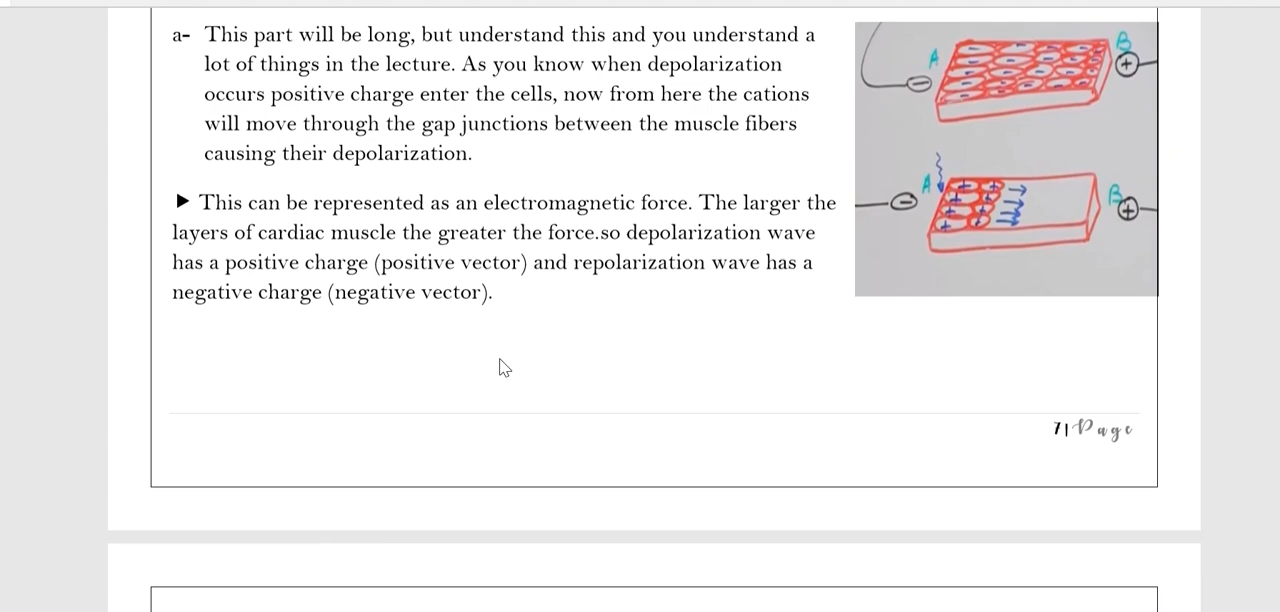 a- This part will be long, but understand this and you understand a
lot of things in the lecture. As you know when depolarization
occurs positive charge enter the cells, now from here the cations
will move through the gap junctions between the muscle fibers
causing their depolarization.
► This can be represented as an electromagnetic force. The larger the
layers of cardiac muscle the greater the force.so depolarization wave
has a positive charge (positive vector) and repolarization wave has a
negative charge (negative vector).
A B
A B
7|Page